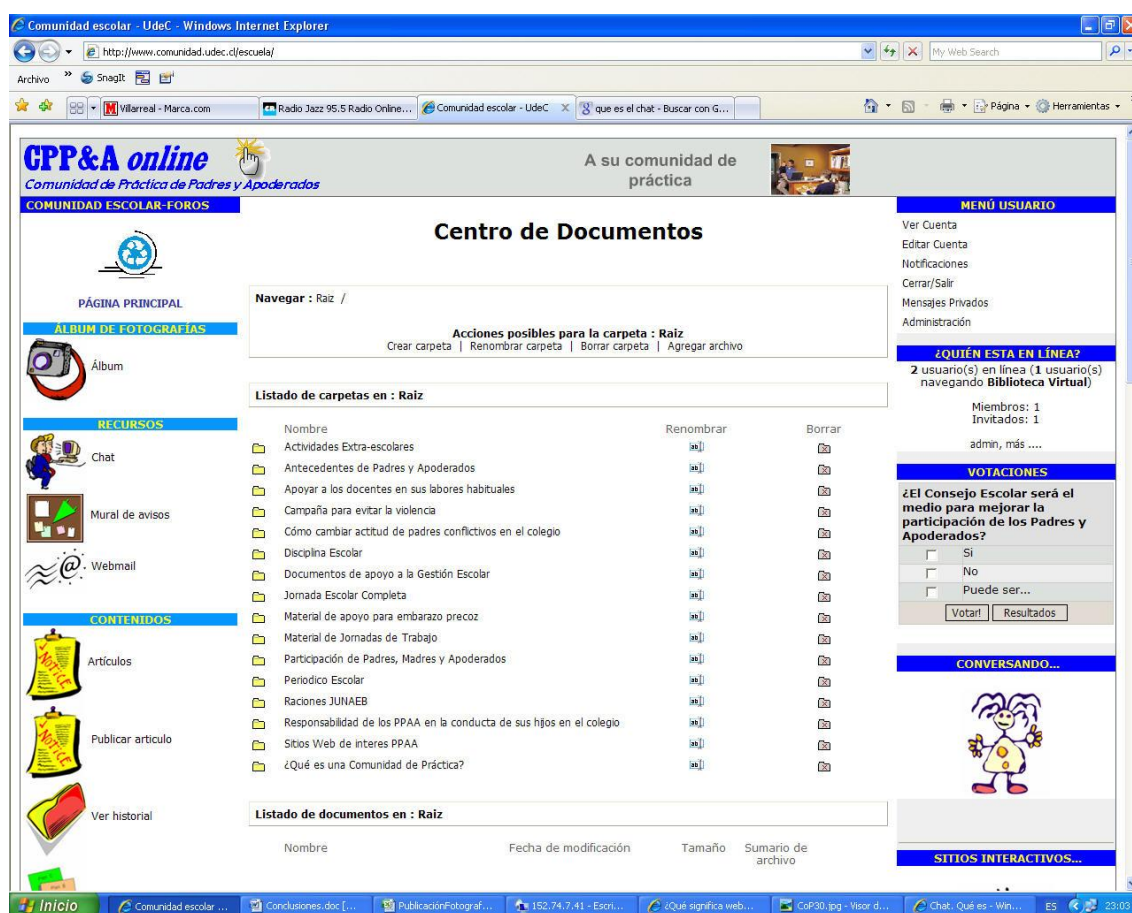 Comunidad escolar - UdeC - Windows Internet Explorer
http://www.comunidad.udec.cl/escuela/
My Web Search
Archivo » SnagIt
Villarreal - Marca.com
Radio Jazz 95.5 Radio Online...
Comunidad escolar - UdeC
que es el chat - Buscar con G...
Página
Herramientas
CPP&A online
Comunidad de Práctica de Padres y Apoderados
A su comunidad de
práctica
COMUNIDAD ESCOLAR-FOROS
PÁGINA PRINCIPAL
ÁLBUM DE FOTOGRAFÍAS
Álbum
RECURSOS
Chat
Mural de avisos
Webmail
CONTENIDOS
NOTICE
Artículos
NOTICE
Publicar articulo
Ver historial
Centro de Documentos
Navegar : Raiz /
Acciones posibles para la carpeta : Raiz
Crear carpeta | Renombrar carpeta | Borrar carpeta | Agregar archivo
Listado de carpetas en : Raiz
Nombre Renombrar Borrar
Actividades Extra-escolares
Antecedentes de Padres y Apoderados
Apoyar a los docentes en sus labores habituales
Campaña para evitar la violencia
Cómo cambiar actitud de padres conflictivos en el colegio
Disciplina Escolar
Documentos de apoyo a la Gestión Escolar
Jornada Escolar Completa
Material de apoyo para embarazo precoz
Material de Jornadas de Trabajo
Participación de Padres, Madres y Apoderados
Periodico Escolar
Raciones JUNAEB
Responsabilidad de los PPAA en la conducta de sus hijos en el colegio
Sitios Web de interes PPAA
¿Qué es una Comunidad de Práctica?
Listado de documentos en : Raiz
Nombre Fecha de modificación Tamaño Sumario de
archivo
MENÚ USUARIO
Ver Cuenta
Editar Cuenta
Notificaciones
Cerrar/Salir
Mensajes Privados
Administración
¿QUIÉN ESTA EN LÍNEA?
2 usuario(s) en línea (1 usuario(s)
navegando Biblioteca Virtual)
Miembros: 1
Invitados: 1
admin, más ....
VOTACIONES
¿El Consejo Escolar será el
medio para mejorar la
participación de los Padres y
Apoderados?
Si
No
Puede ser...
Votar! Resultados
CONVERSANDO...
SITIOS INTERACTIVOS...
Inicio
Comunidad escolar ...
Conclusiones.doc [...
PublicaciónFotograf...
152.74.7.41 - Escri...
¿Qué significa web...
CoP30.jpg - Visor d...
Chat. Qué es - Win...
ES
23:03